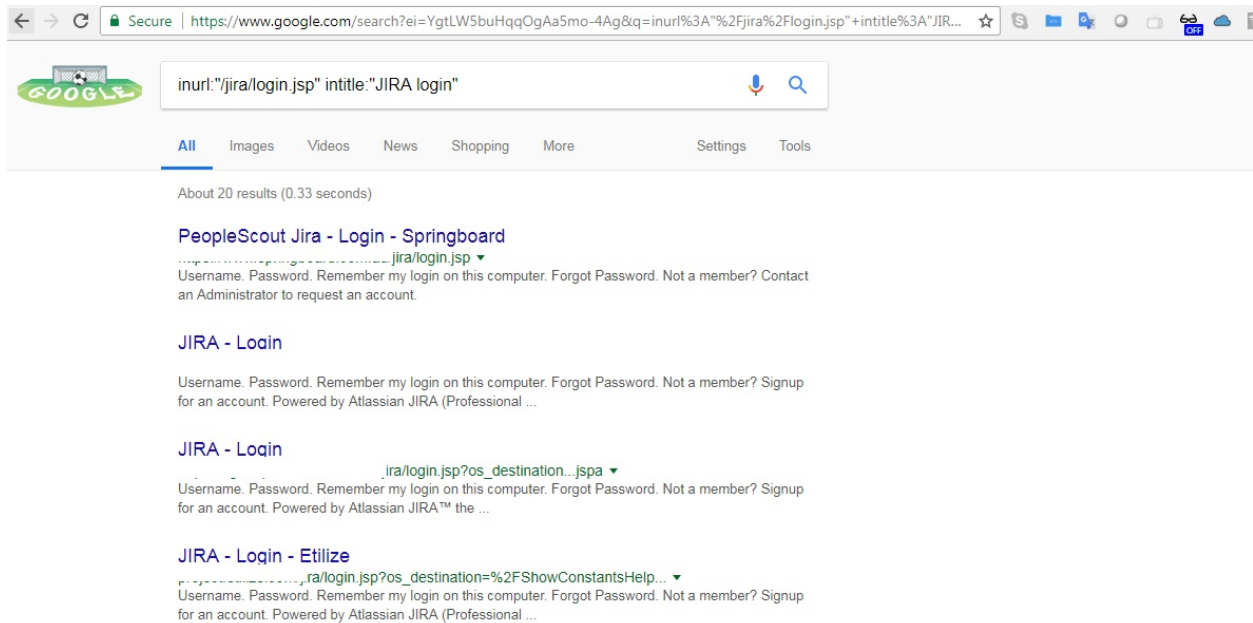 Secure | https://www.google.com/search?ei=YgtLW5buHqqOgAa5mo-4Ag&q=inurl%3A"%2Fjira%2Flogin.jsp"+intitle%3A"JIR...
OFF
GOOGLE
inurl:"/jira/login.jsp" intitle:"JIRA login"
All Images Videos News Shopping More Settings Tools
About 20 results (0.33 seconds)
PeopleScout Jira - Login - Springboard
jira/login.jsp
Username. Password. Remember my login on this computer. Forgot Password. Not a member? Contact
an Administrator to request an account.
JIRA - Login
Username. Password. Remember my login on this computer. Forgot Password. Not a member? Signup
for an account. Powered by Atlassian JIRA (Professional ...
JIRA - Login
ira/login.jsp?os_destination...jspa
Username. Password. Remember my login on this computer. Forgot Password. Not a member? Signup
for an account. Powered by Atlassian JIRA™ the ...
JIRA - Login - Etilize
ra/login.jsp?os_destination=%2FShowConstantsHelp...
Username. Password. Remember my login on this computer. Forgot Password. Not a member? Signup
for an account. Powered by Atlassian JIRA (Professional ...